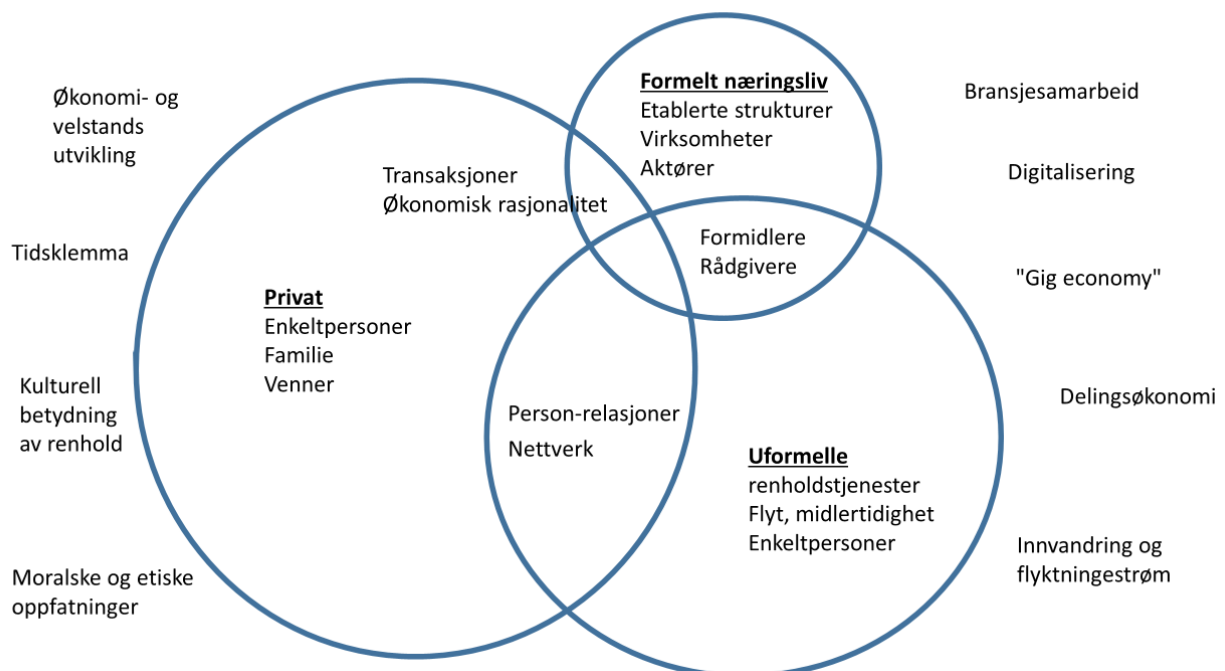 Økonomi- og
velstands
utvikling
Tidsklemma
Kulturell
betydning
av renhold
Moralske og etiske
oppfatninger
Transaksjoner
Økonomisk rasjonalitet
Privat
Enkeltpersoner
Familie
Venner
Person-relasjoner
Nettverk
Formelt næringsliv
Etablerte strukturer
Virksomheter
Aktører
Formidlere
Rådgivere
Uformelle
renholdstjenester
Flyt, midlertidighet
Enkeltpersoner
Bransjesamarbeid
Digitalisering
"Gig economy"
Delingsøkonomi
Innvandring og
flyktningestrøm